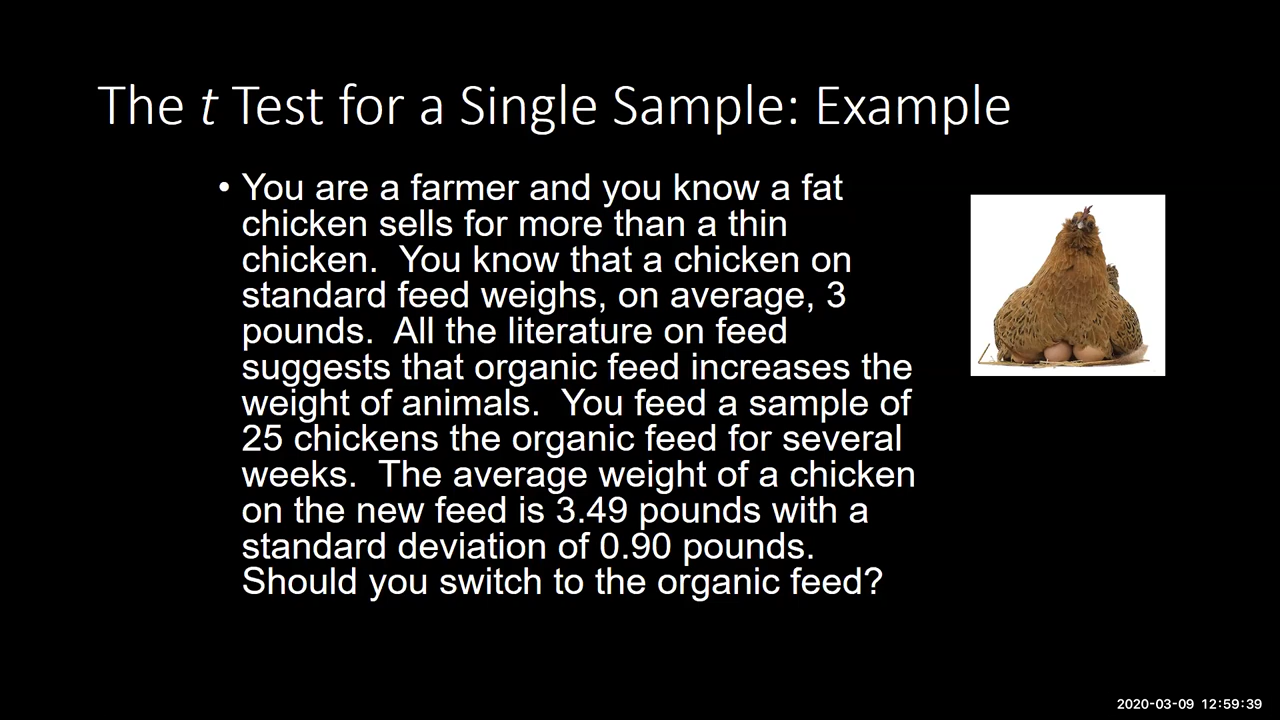 The t Test for a Single Sample: Example
• You are a farmer and you know a fat
chicken sells for more than a thin
chicken.  You know that a chicken on
standard feed weighs, on average, 3
pounds.  All the literature on feed
suggests that organic feed increases the
weight of animals.  You feed a sample of
25 chickens the organic feed for several
weeks.  The average weight of a chicken
on the new feed is 3.49 pounds with a
standard deviation of 0.90 pounds.
Should you switch to the organic feed?
2020-03-09 12:59:39